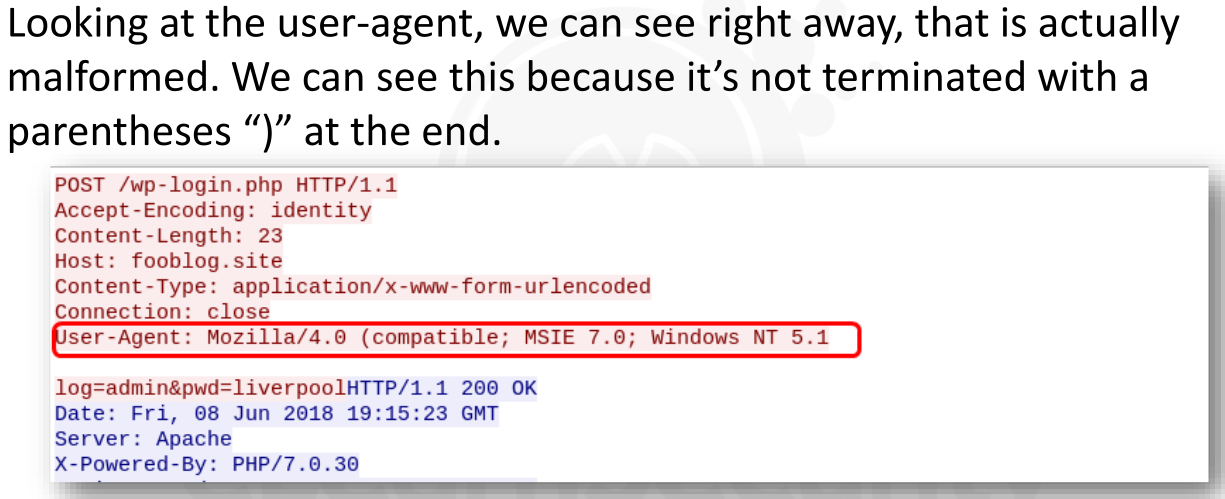 Looking at the user-agent, we can see right away, that is actually
malformed. We can see this because it’s not terminated with a
parentheses “)” at the end.
POST /wp-login.php HTTP/1.1
Accept-Encoding: identity
Content-Length: 23
Host: fooblog.site
Content-Type: application/x-www-form-urlencoded
Connection: close
User-Agent: Mozilla/4.0 (compatible; MSIE 7.0; Windows NT 5.1
log=admin&pwd=liverpoolHTTP/1.1 200 OK
Date: Fri, 08 Jun 2018 19:15:23 GMT
Server: Apache
X-Powered-By: PHP/7.0.30